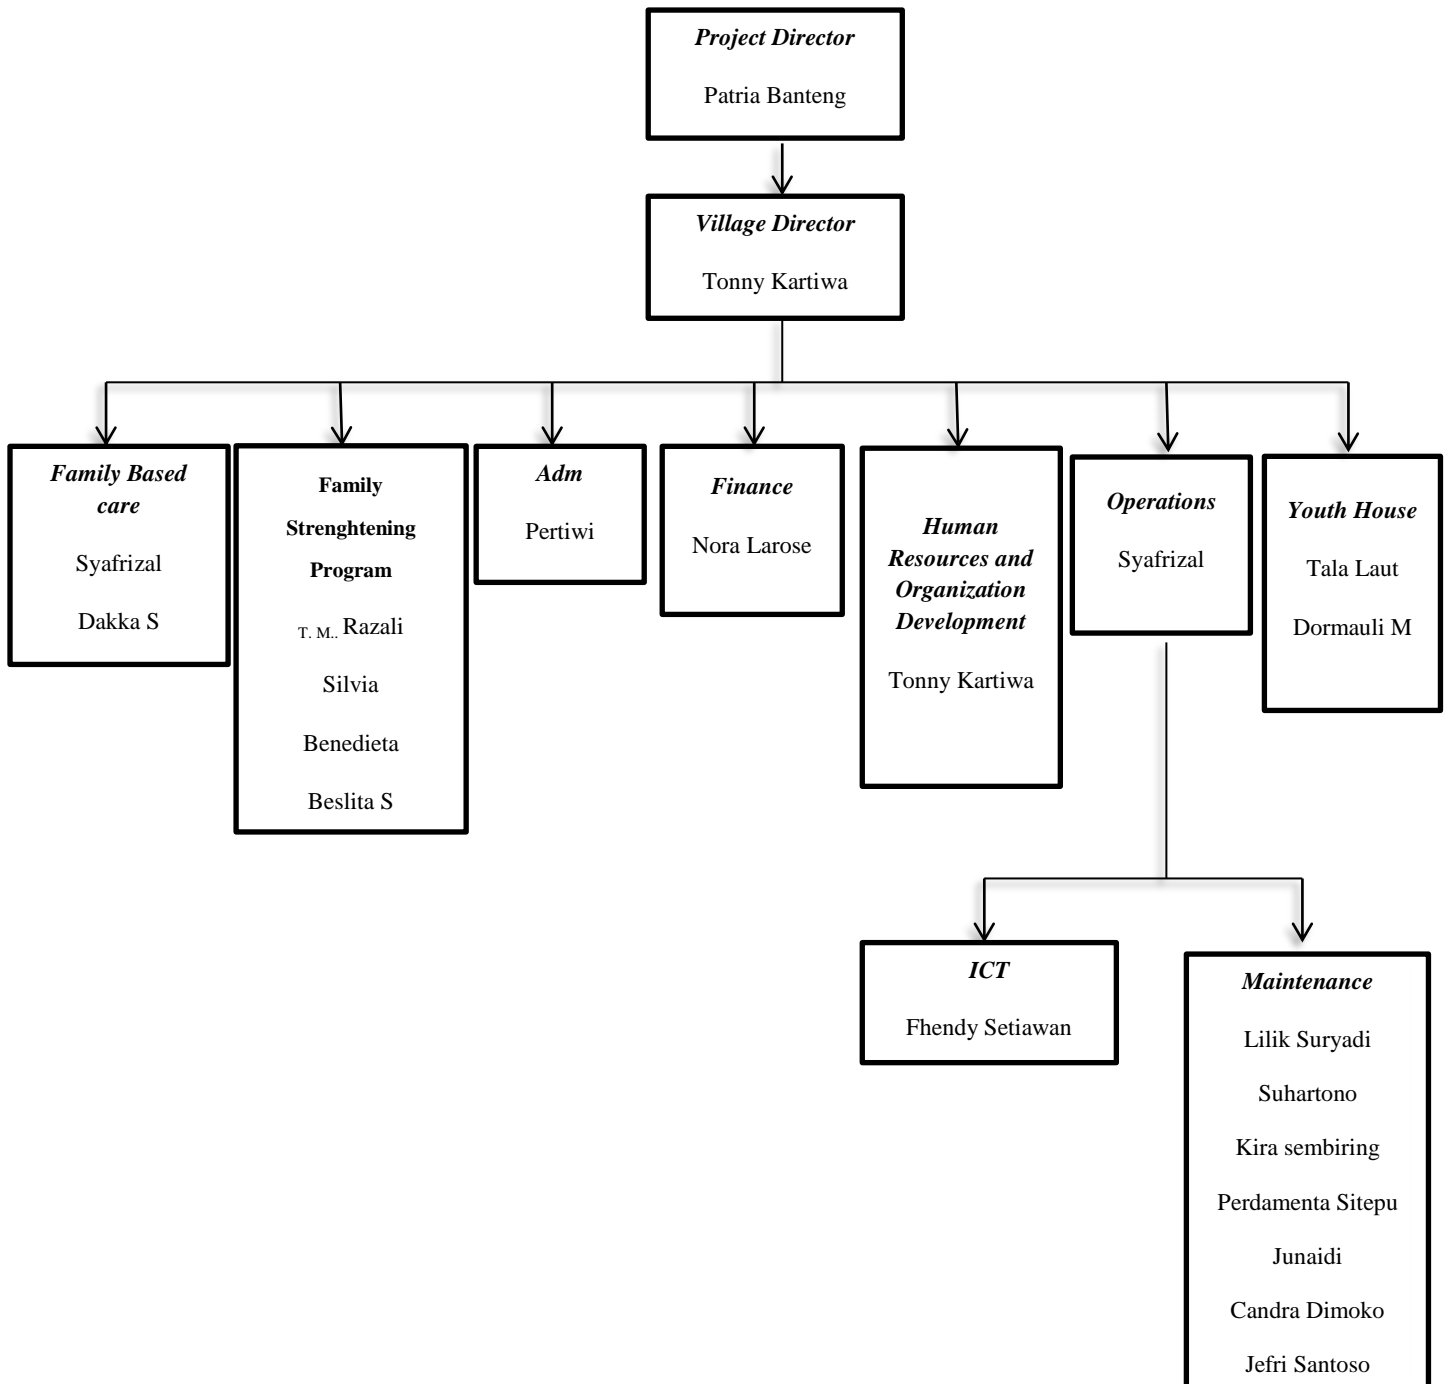 Project Director
Patria Banteng
Village Director
Tonny Kartiwa
Family Based
care
Syafrizal
Dakka S
Family
Strenghtening
Program
T. M.. Razali
Silvia
Benedieta
Beslita S
Adm
Pertiwi
Finance
Nora Larose
Human
Resources and
Organization
Development
Tonny Kartiwa
Operations
Syafrizal
Youth House
Tala Laut
Dormauli M
ICT
Fhendy Setiawan
Maintenance
Lilik Suryadi
Suhartono
Kira sembiring
Perdamenta Sitepu
Junaidi
Candra Dimoko
Jefri Santoso